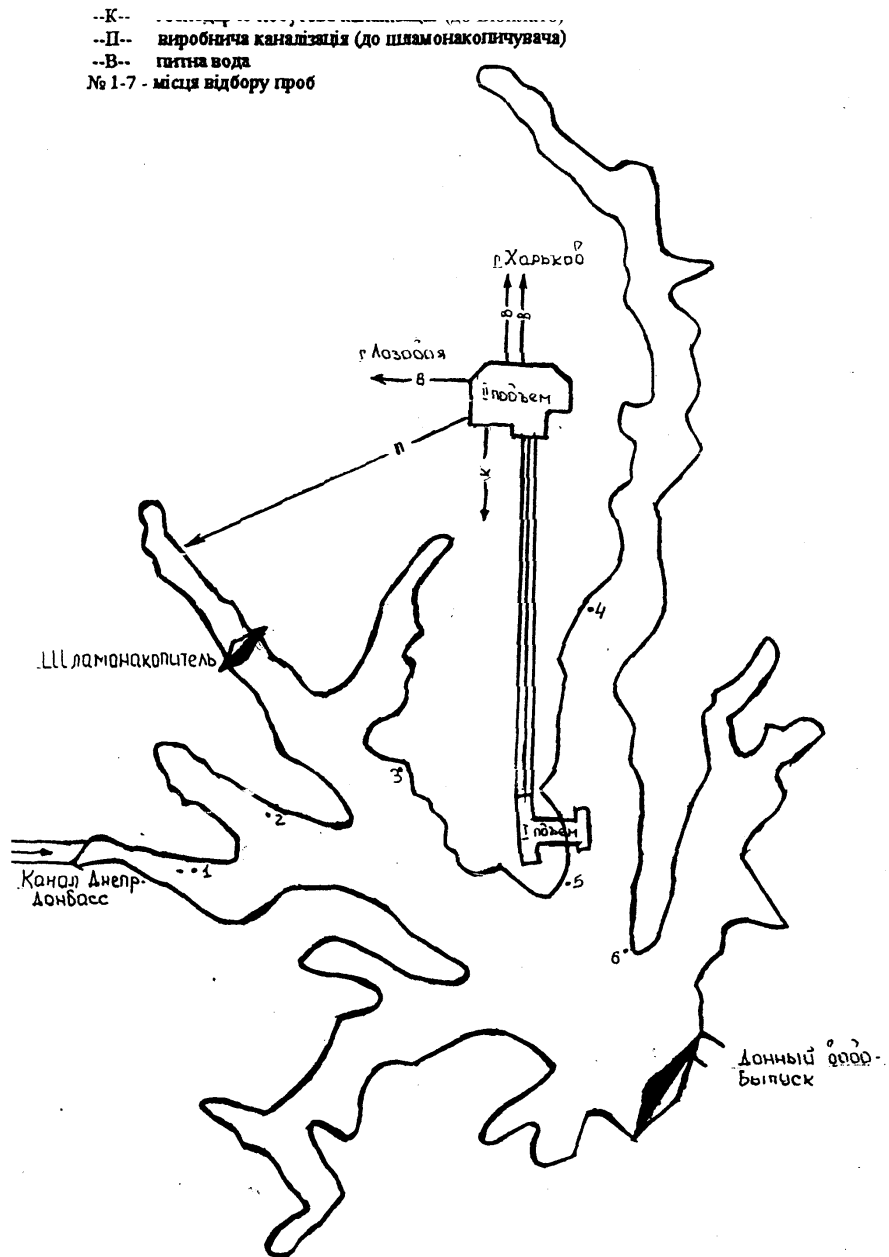 --К--
--П-- виробнича каналізація (до шламонакопичувача)
--В-- питна вода
№ 1-7 - місця відбору проб
г Харьков
В В
г Лозовая
В
II подъем
П
К
4
Шламонакопитель
3
2
I подъем
1
Канал Днепр-
Донбасс
5
6
Донный водо-
Выпуск